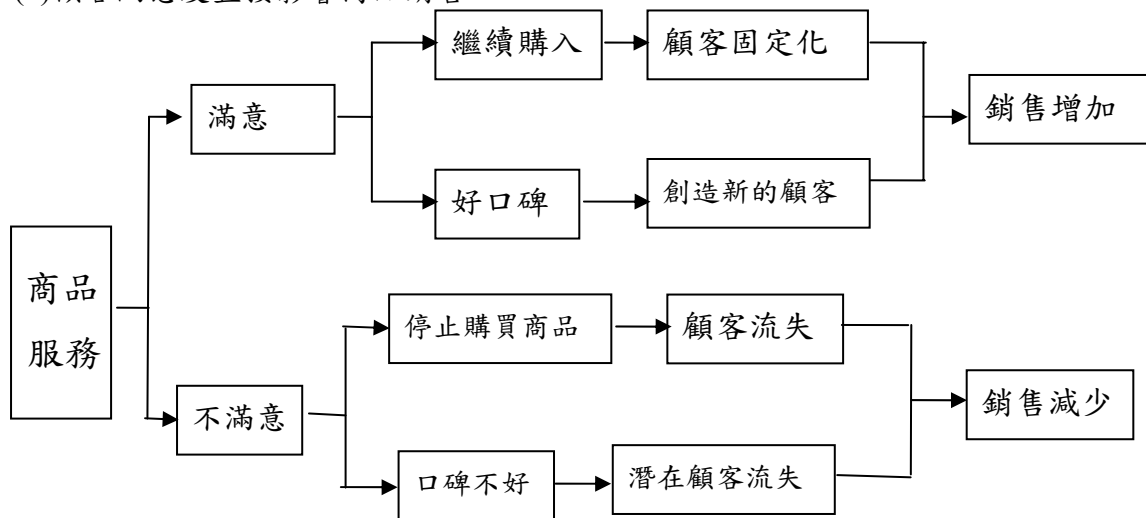 繼續購入
顧客固定化
滿意
銷售增加
好口碑
創造新的顧客
商品
服務
停止購買商品
顧客流失
不滿意
銷售減少
口碑不好
潛在顧客流失